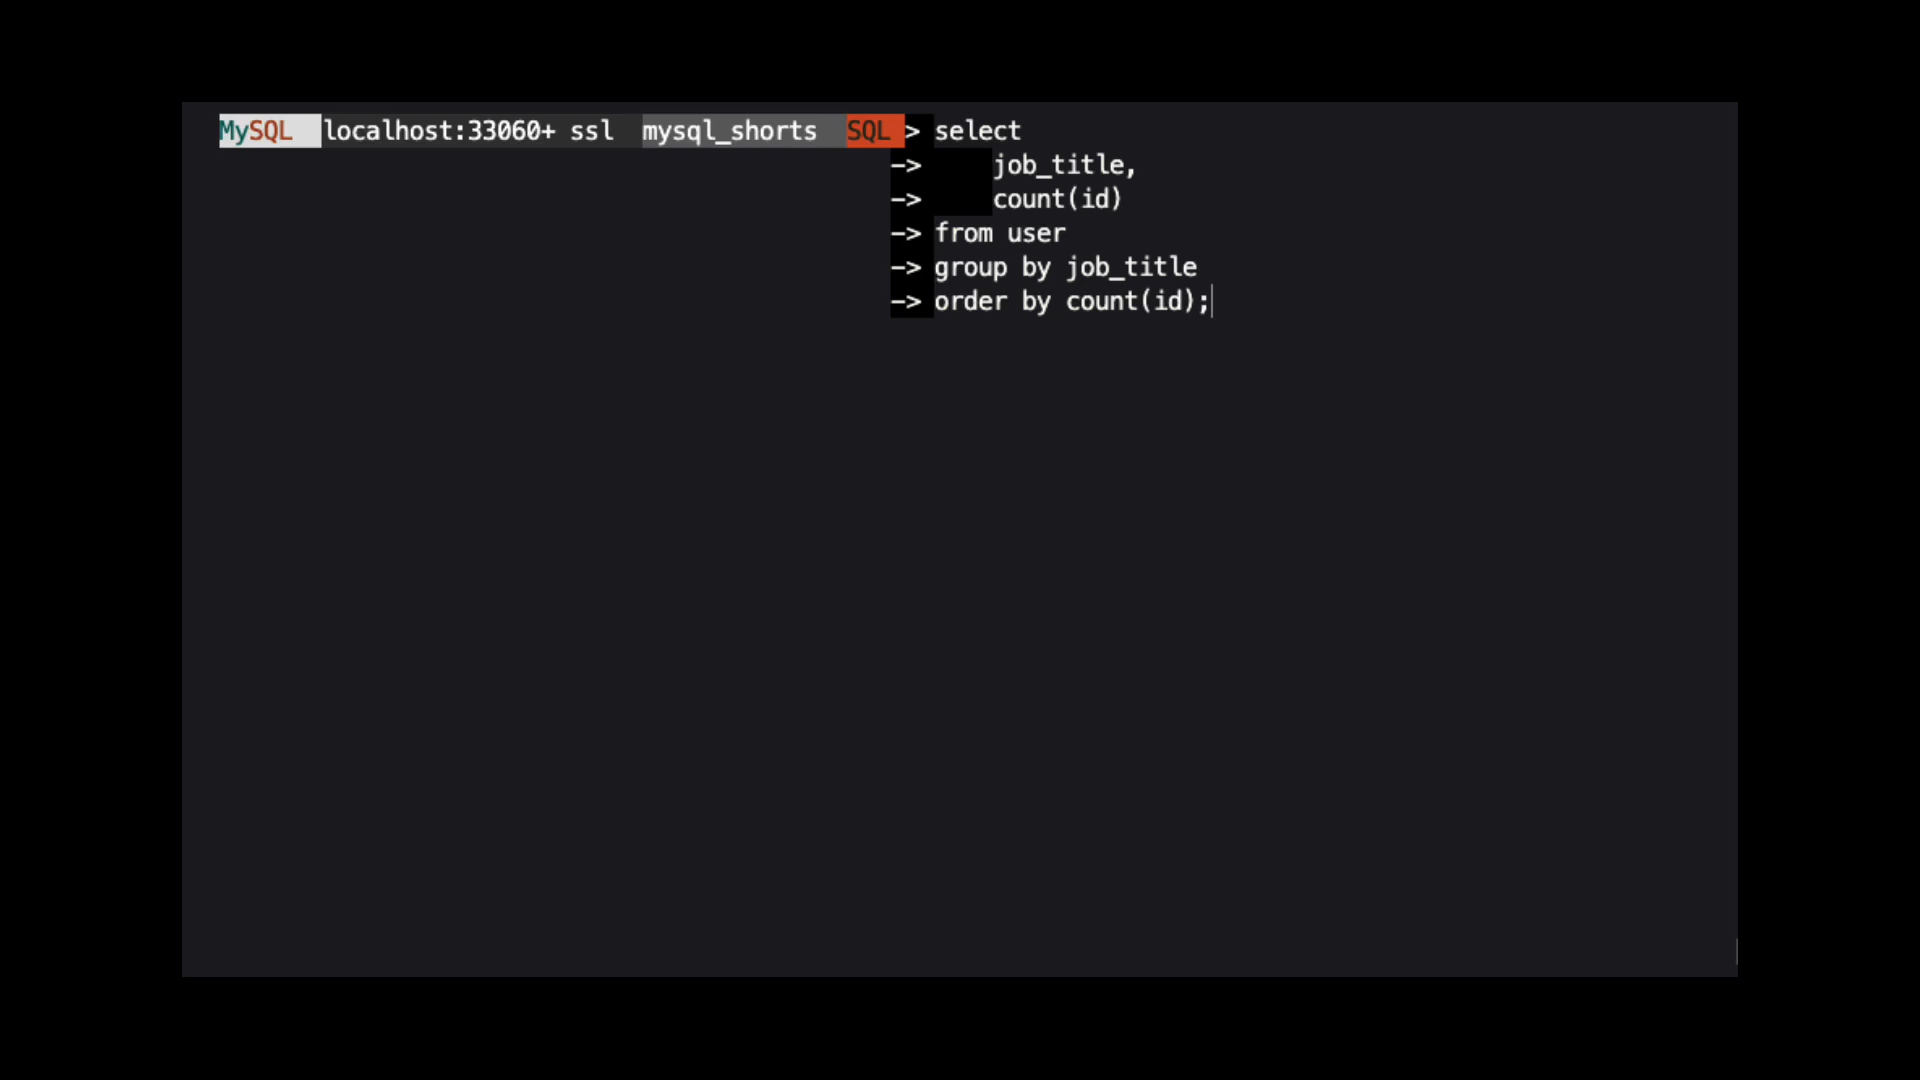 MySQL localhost:33060+ ssl mysql_shorts SQL > select
-> job_title,
-> count(id)
-> from user
-> group by job_title
-> order by count(id);